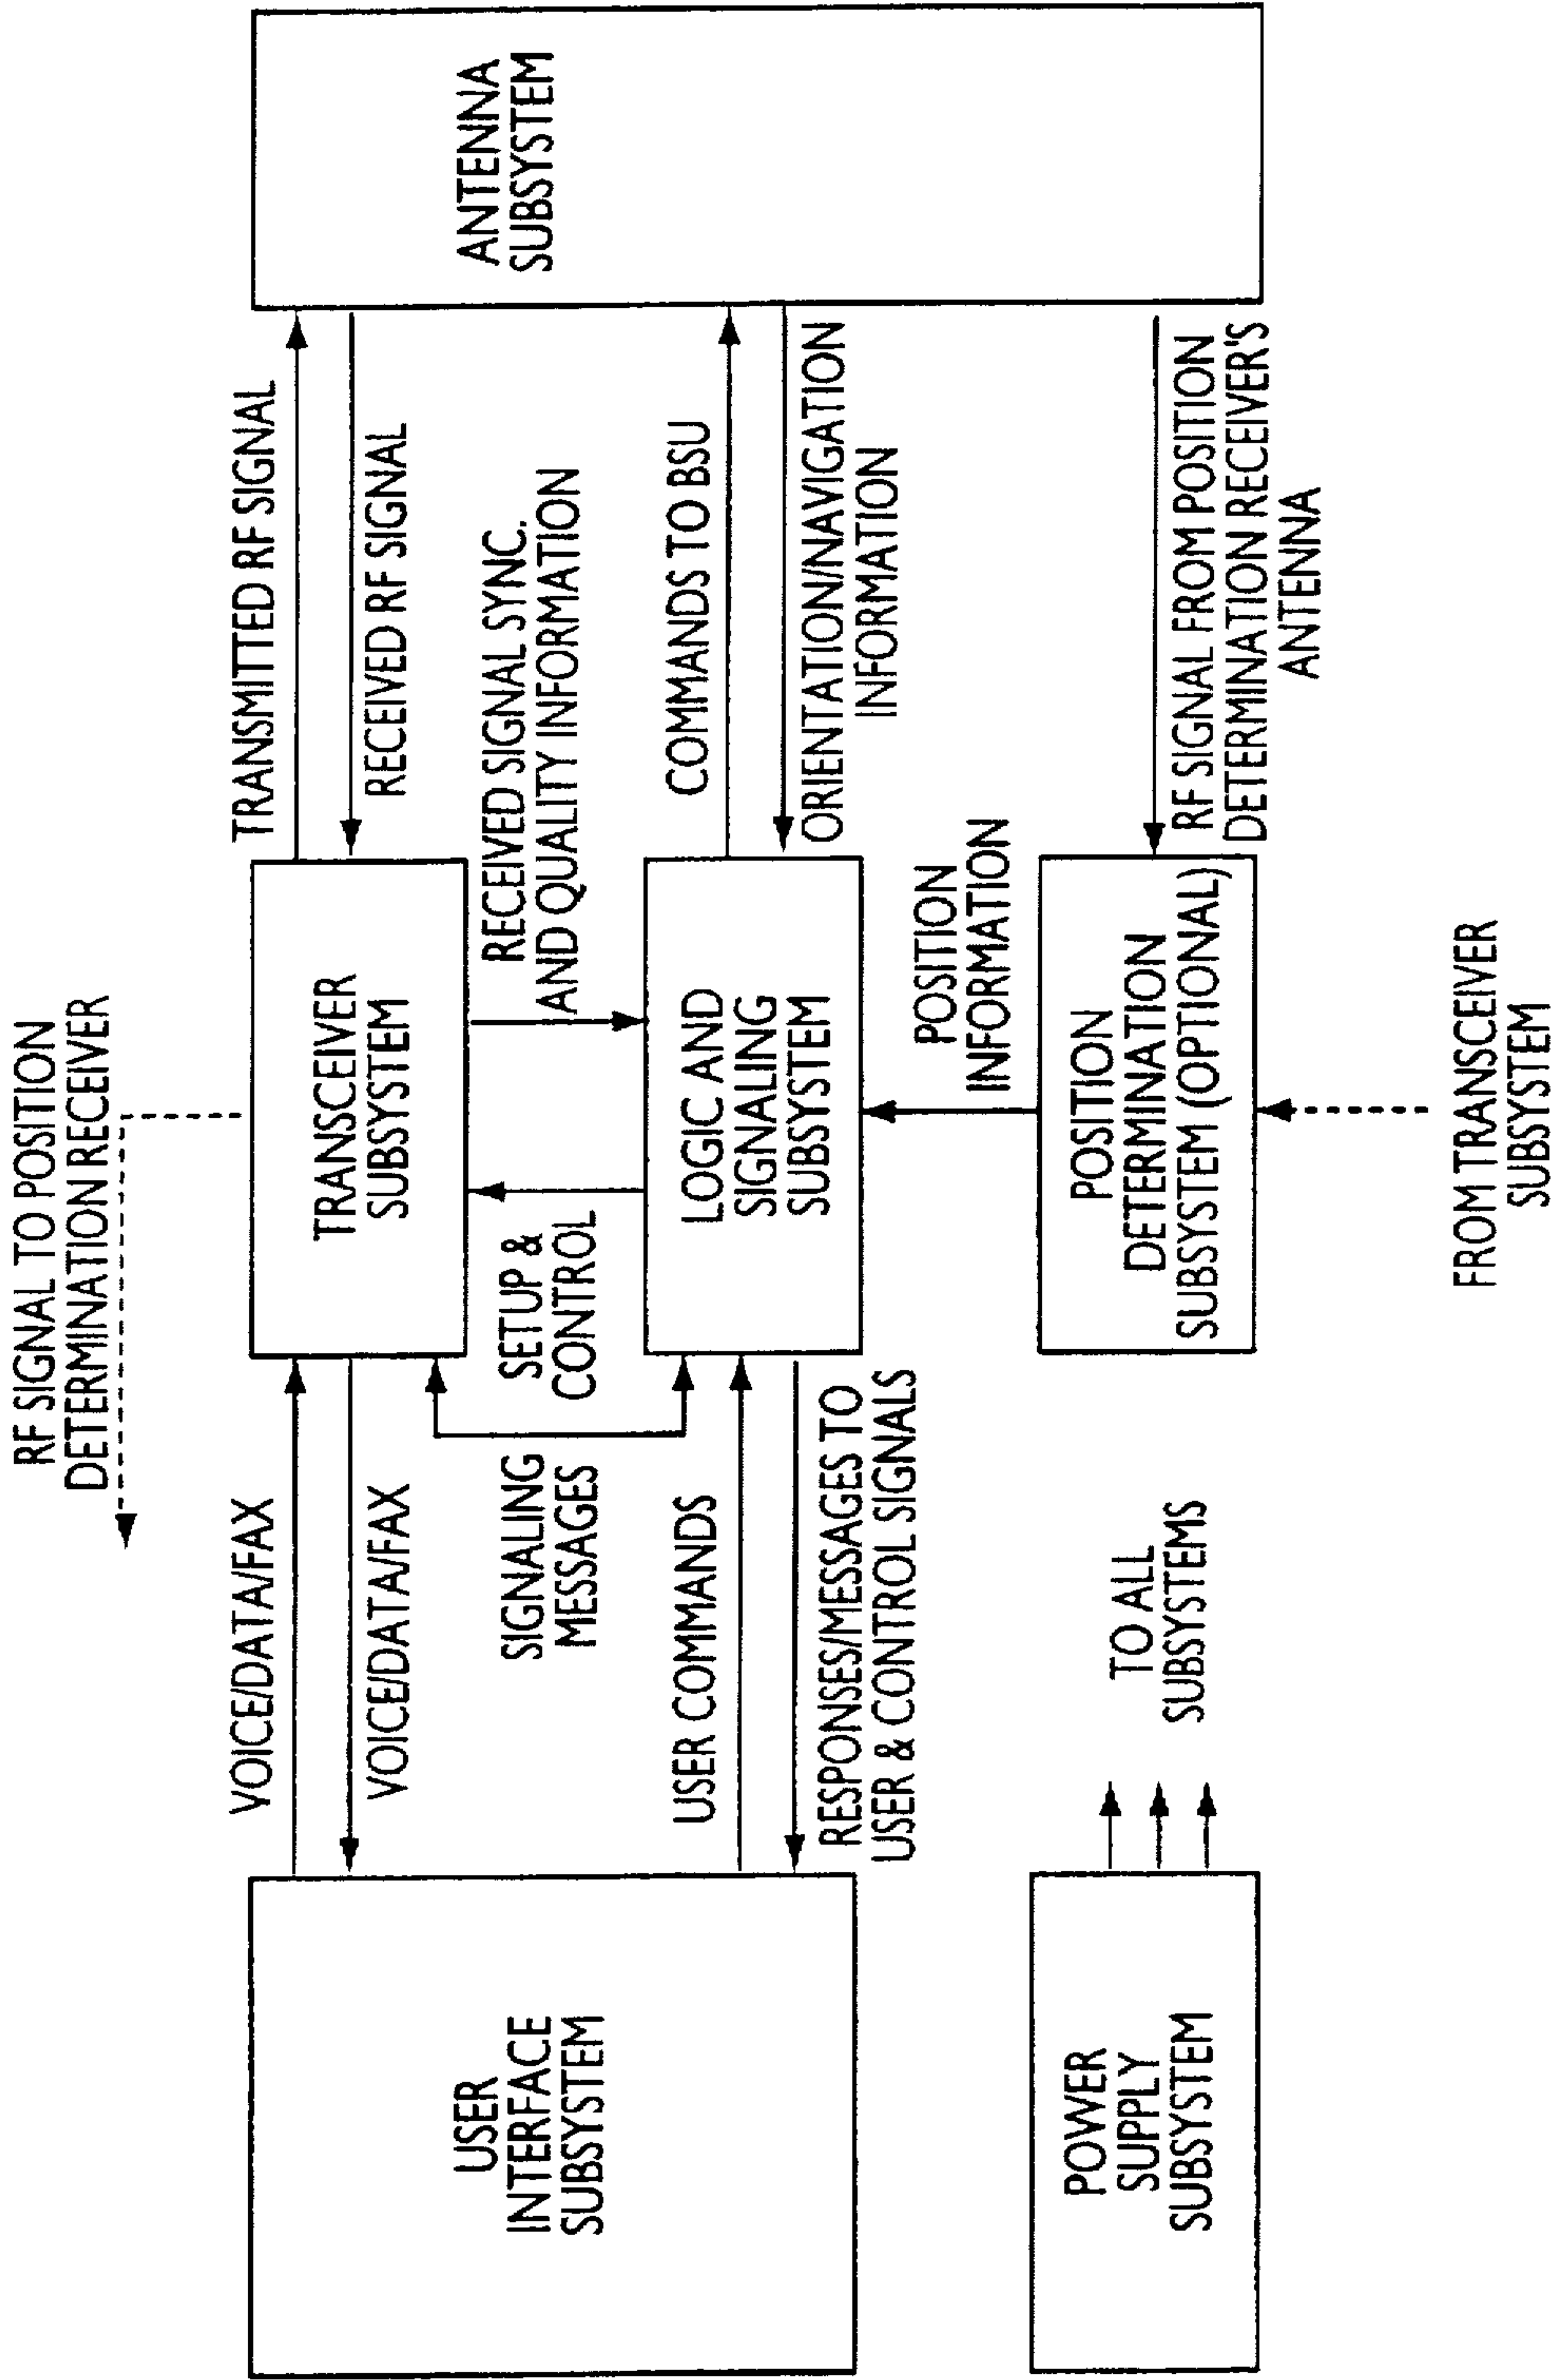 RF SIGNAL TO POSITION
DETERMINATION RECEIVER
VOICE/DATA/FAX
TRANSMITTED RF SIGNAL
VOICE/DATA/FAX
RECEIVED RF SIGNAL
TRANSCEIVER
SUBSYSTEM
USER
INTERFACE
SUBSYSTEM
ANTENNA
SUBSYSTEM
SIGNALING
MESSAGES
SETUP &
CONTROL
RECEIVED SIGNAL SYNC.
AND QUALITY INFORMATION
USER COMMANDS
LOGIC AND
SIGNALING
SUBSYSTEM
COMMANDS TO BSU
RESPONSES/MESSAGES TO
USER & CONTROL SIGNALS
ORIENTATION/NAVIGATION
INFORMATION
POSITION
INFORMATION
POWER
SUPPLY
SUBSYSTEM
TO ALL
SUBSYSTEMS
POSITION
DETERMINATION
SUBSYSTEM (OPTIONAL)
RF SIGNAL FROM POSITION
DETERMINATION RECEIVER'S
ANTENNA
FROM TRANSCEIVER
SUBSYSTEM